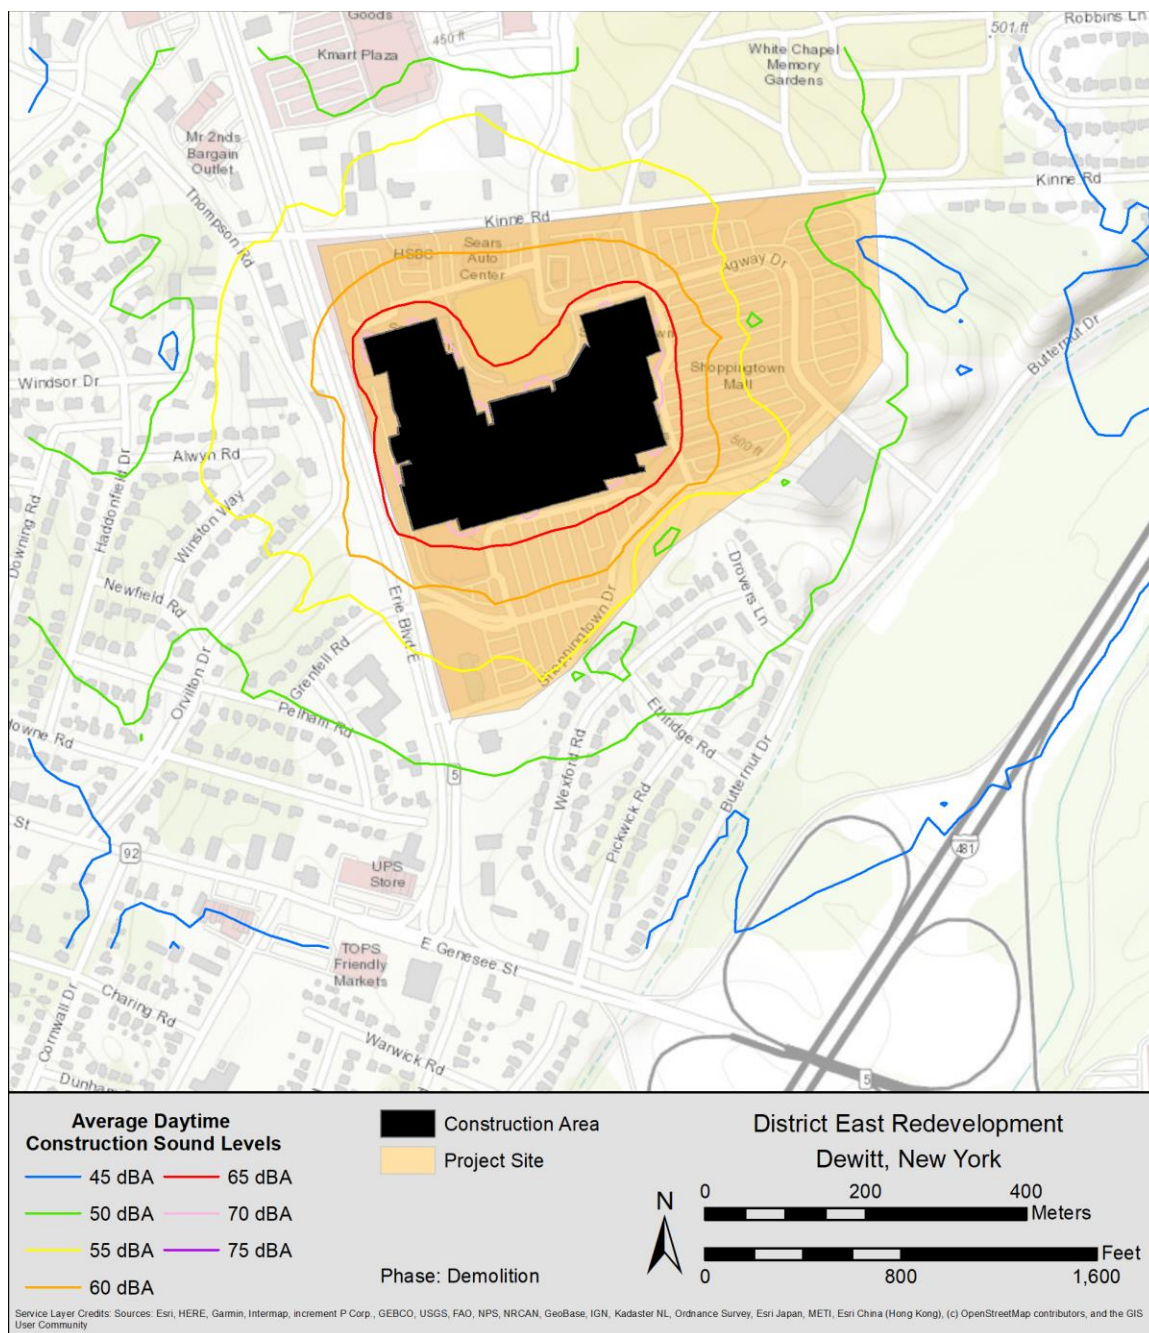 Goods
Kmart Plaza
450 ft
White Chapel
Memory
Gardens
501 ft
Robbins Ln
Mr 2nds
Bargain
Outlet
Thompson Rd
Kinne Rd
Kinne Rd
HSBC
Sears
Auto
Center
Agway Dr
Butternut Dr
Shoppingtown
Mall
500 ft
Windsor Dr
Alwyn Rd
Haddonfield Dr
Downing Rd
Winston Way
Newfield Rd
Orvilton Dr
Grenfell Rd
Erie Blvd E
Pelham Rd
Shoppingtown Dr
Drovers Ln
Ethridge Rd
Butternut Dr
Wexford Rd
Pickwick Rd
downe Rd
5
St
92
481
UPS
Store
E Genesee St
TOPS
Friendly
Markets
Charing Rd
Cornwall Dr
Warwick Rd
5
Average Daytime
Construction Sound Levels
45 dBA
65 dBA
50 dBA
70 dBA
55 dBA
75 dBA
60 dBA
Construction Area
Project Site
Phase: Demolition
N
District East Redevelopment
Dewitt, New York
0 200 400
Meters
Feet
0 800 1,600
Service Layer Credits: Sources: Esri, HERE, Garmin, Intermap, increment P Corp., GEBCO, USGS, FAO, NPS, NRCAN, GeoBase, IGN, Kadaster NL, Ordnance Survey, Esri Japan, METI, Esri China (Hong Kong), (c) OpenStreetMap contributors, and the GIS
User Community